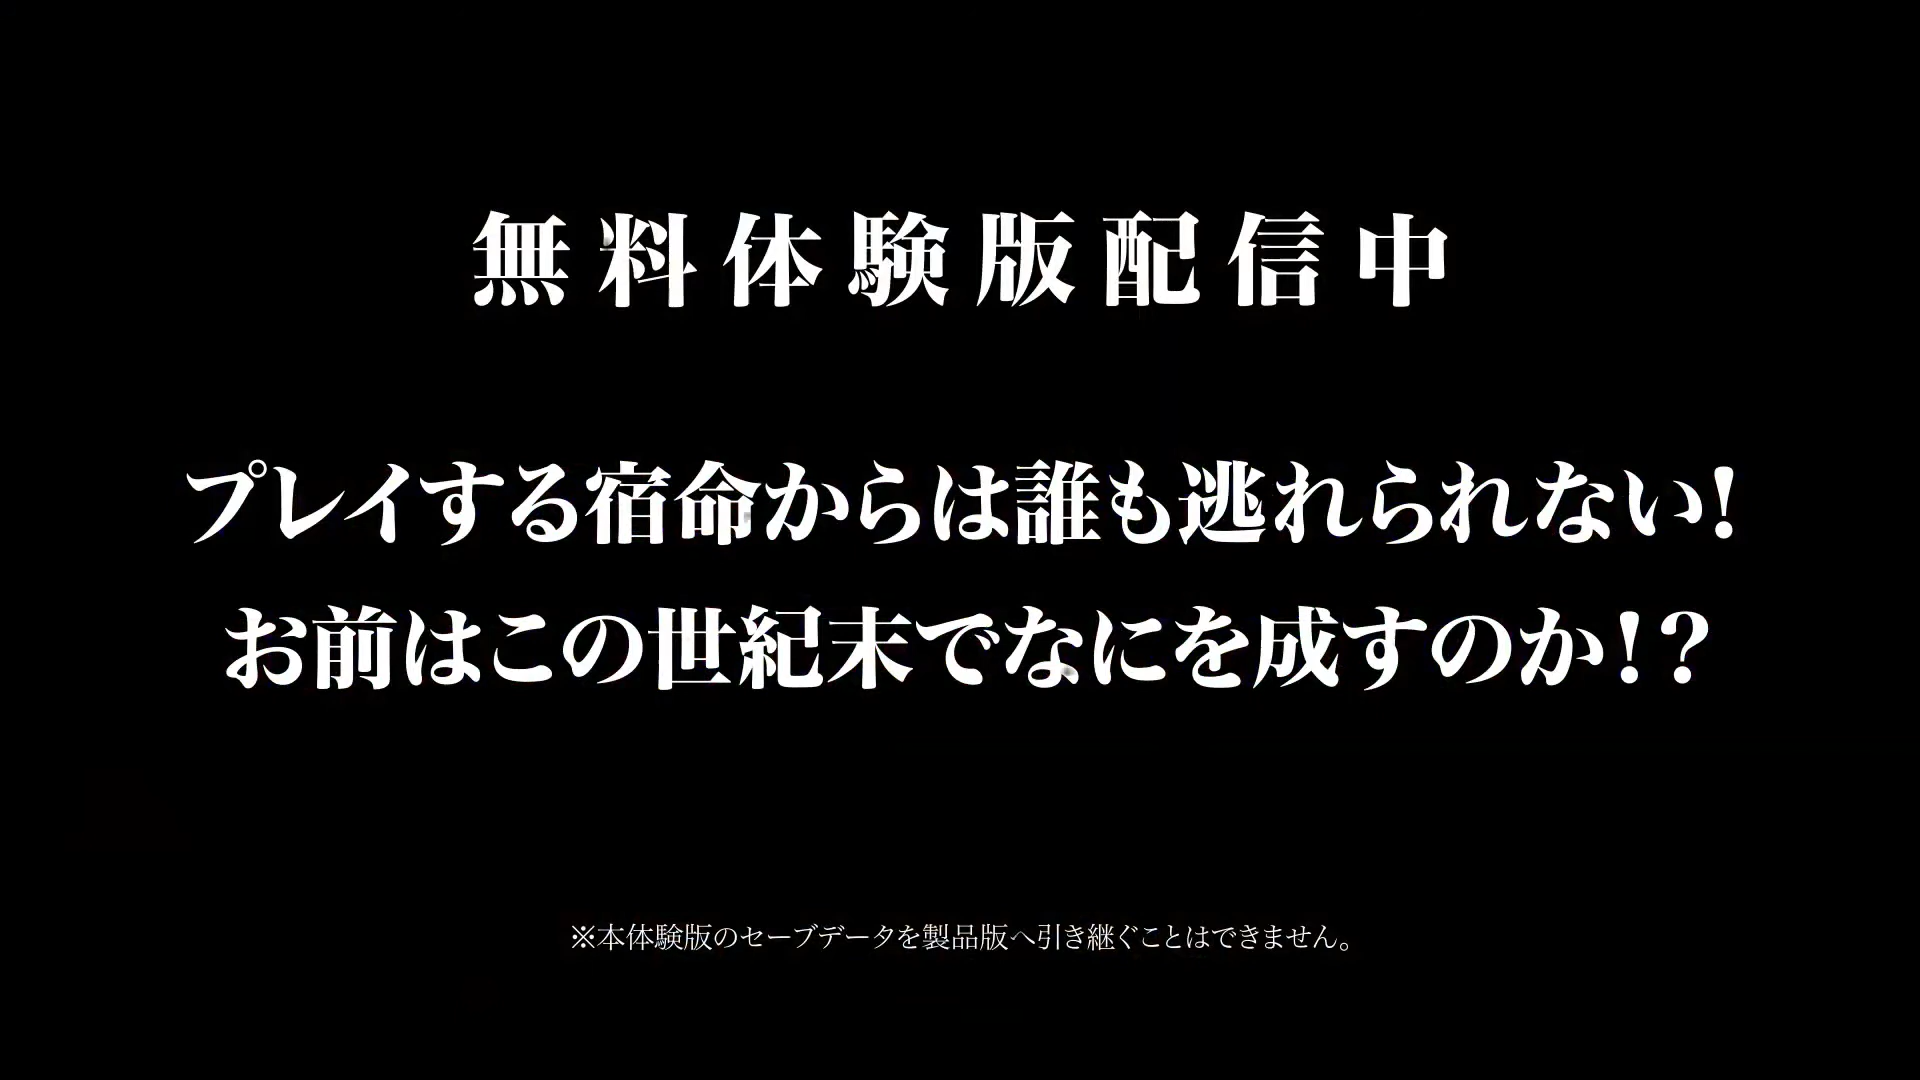 無料体験版配信中
プレイする宿命からは誰も逃れられない!
お前はこの世紀末でなにを成すのか!?
※本体験版のセーブデータを製品版へ引き継ぐことはできません。